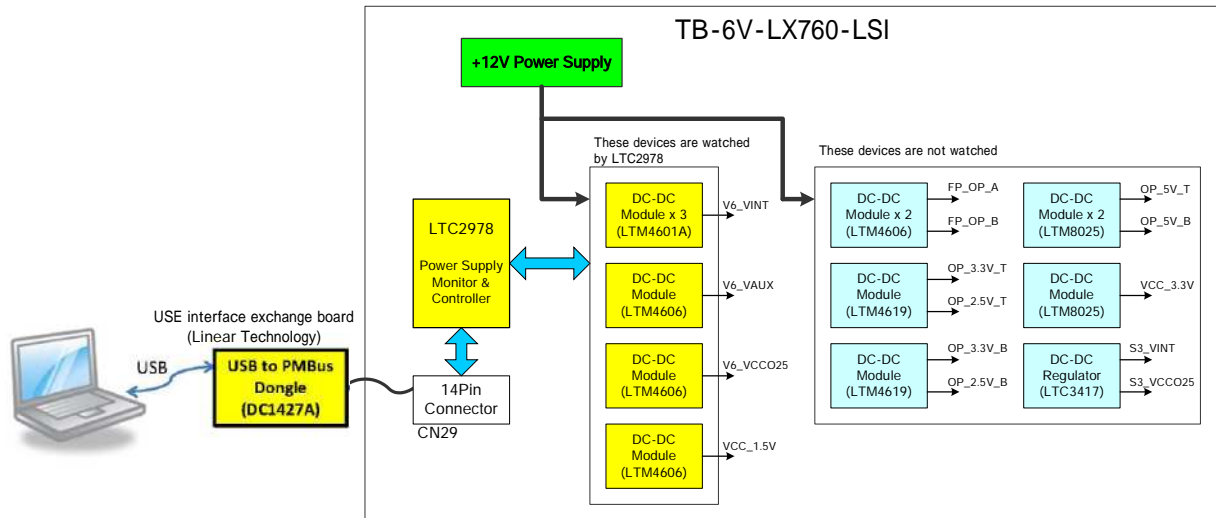 TB-6V-LX760-LSI
+12V Power Supply
These devices are watched
by LTC2978
These devices are not watched
DC-DC
Module x 3
(LTM4601A)
V6_VINT
DC-DC
Module
(LTM4606)
V6_VAUX
DC-DC
Module
(LTM4606)
V6_VCCO25
DC-DC
Module
(LTM4606)
VCC_1.5V
DC-DC
Module x 2
(LTM4606)
FP_OP_A
FP_OP_B
DC-DC
Module x 2
(LTM8025)
OP_5V_T
OP_5V_B
DC-DC
Module
(LTM4619)
OP_3.3V_T
OP_2.5V_T
DC-DC
Module
(LTM8025)
VCC_3.3V
DC-DC
Module
(LTM4619)
OP_3.3V_B
OP_2.5V_B
DC-DC
Regulator
(LTC3417)
S3_VINT
S3_VCCO25
LTC2978
Power Supply
Monitor &
Controller
USE interface exchange board
(Linear Technology)
USB
USB to PMBus
Dongle
(DC1427A)
14Pin
Connector
CN29